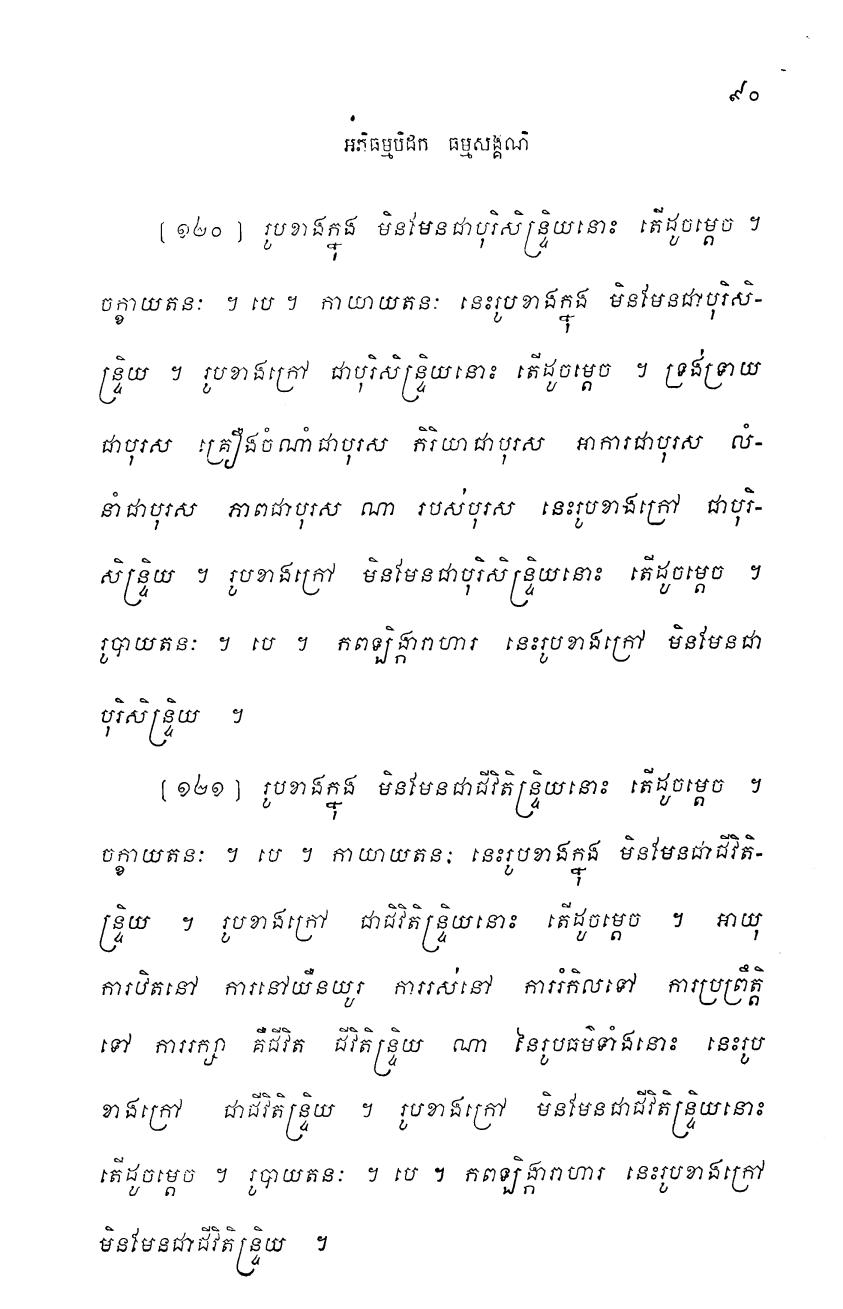 ៩០
អភិធម្មបិដក ធម្មសង្គណិ
[ ១២០ ] រូបខាងក្នុង មិនមែនជាបុរិសិន្ទ្រិយនោះ តើដូចម្តេច ។
ចក្ខាយតនៈ ។ បេ ។ កាយាយតនៈ នេះរូបខាងក្នុង មិនមែនជាបុរិសិ-
ន្ទ្រិយ ។ រូបខាងក្រៅ ជាបុរិសិន្ទ្រិយនោះ តើដូចម្តេច ។ ទ្រង់ទ្រាយ
ជាបុរស គ្រឿងចំណាំជាបុរស កិរិយាជាបុរស អាការជាបុរស លំ-
នាំជាបុរស ភាពជាបុរស ណា របស់បុរស នេះរូបខាងក្រៅ ជាបុរិ-
សិន្ទ្រិយ ។ រូបខាងក្រៅ មិនមែនជាបុរិសិន្ទ្រិយនោះ តើដូចម្តេច ។
រូបាយតនៈ ។ បេ ។ កពឡិង្ការាហារ នេះរូបខាងក្រៅ មិនមែនជា
បុរិសិន្ទ្រិយ ។
[ ១២១ ] រូបខាងក្នុង មិនមែនជាជីវិតិន្ទ្រិយនោះ តើដូចម្តេច ។
ចក្ខាយតនៈ ។ បេ ។ កាយាយតនៈ នេះរូបខាងក្នុង មិនមែនជាជីវិតិ-
ន្ទ្រិយ ។ រូបខាងក្រៅ ជាជីវិតិន្ទ្រិយនោះ តើដូចម្តេច ។ អាយុ
ការឋិតនៅ ការនៅយឺនយូរ ការរស់នៅ ការរំកិលទៅ ការប្រព្រឹត្តិ
ទៅ ការរក្សា គឺជីវិត ជីវិតិន្ទ្រិយ ណា នៃរូបធម៌ទាំងនោះ នេះរូប
ខាងក្រៅ ជាជីវិតិន្ទ្រិយ ។ រូបខាងក្រៅ មិនមែនជាជីវិតិន្ទ្រិយនោះ
តើដូចម្តេច ។ រូបាយតនៈ ។ បេ ។ កពឡិង្ការាហារ នេះរូបខាងក្រៅ
មិនមែនជាជីវិតិន្ទ្រិយ ។